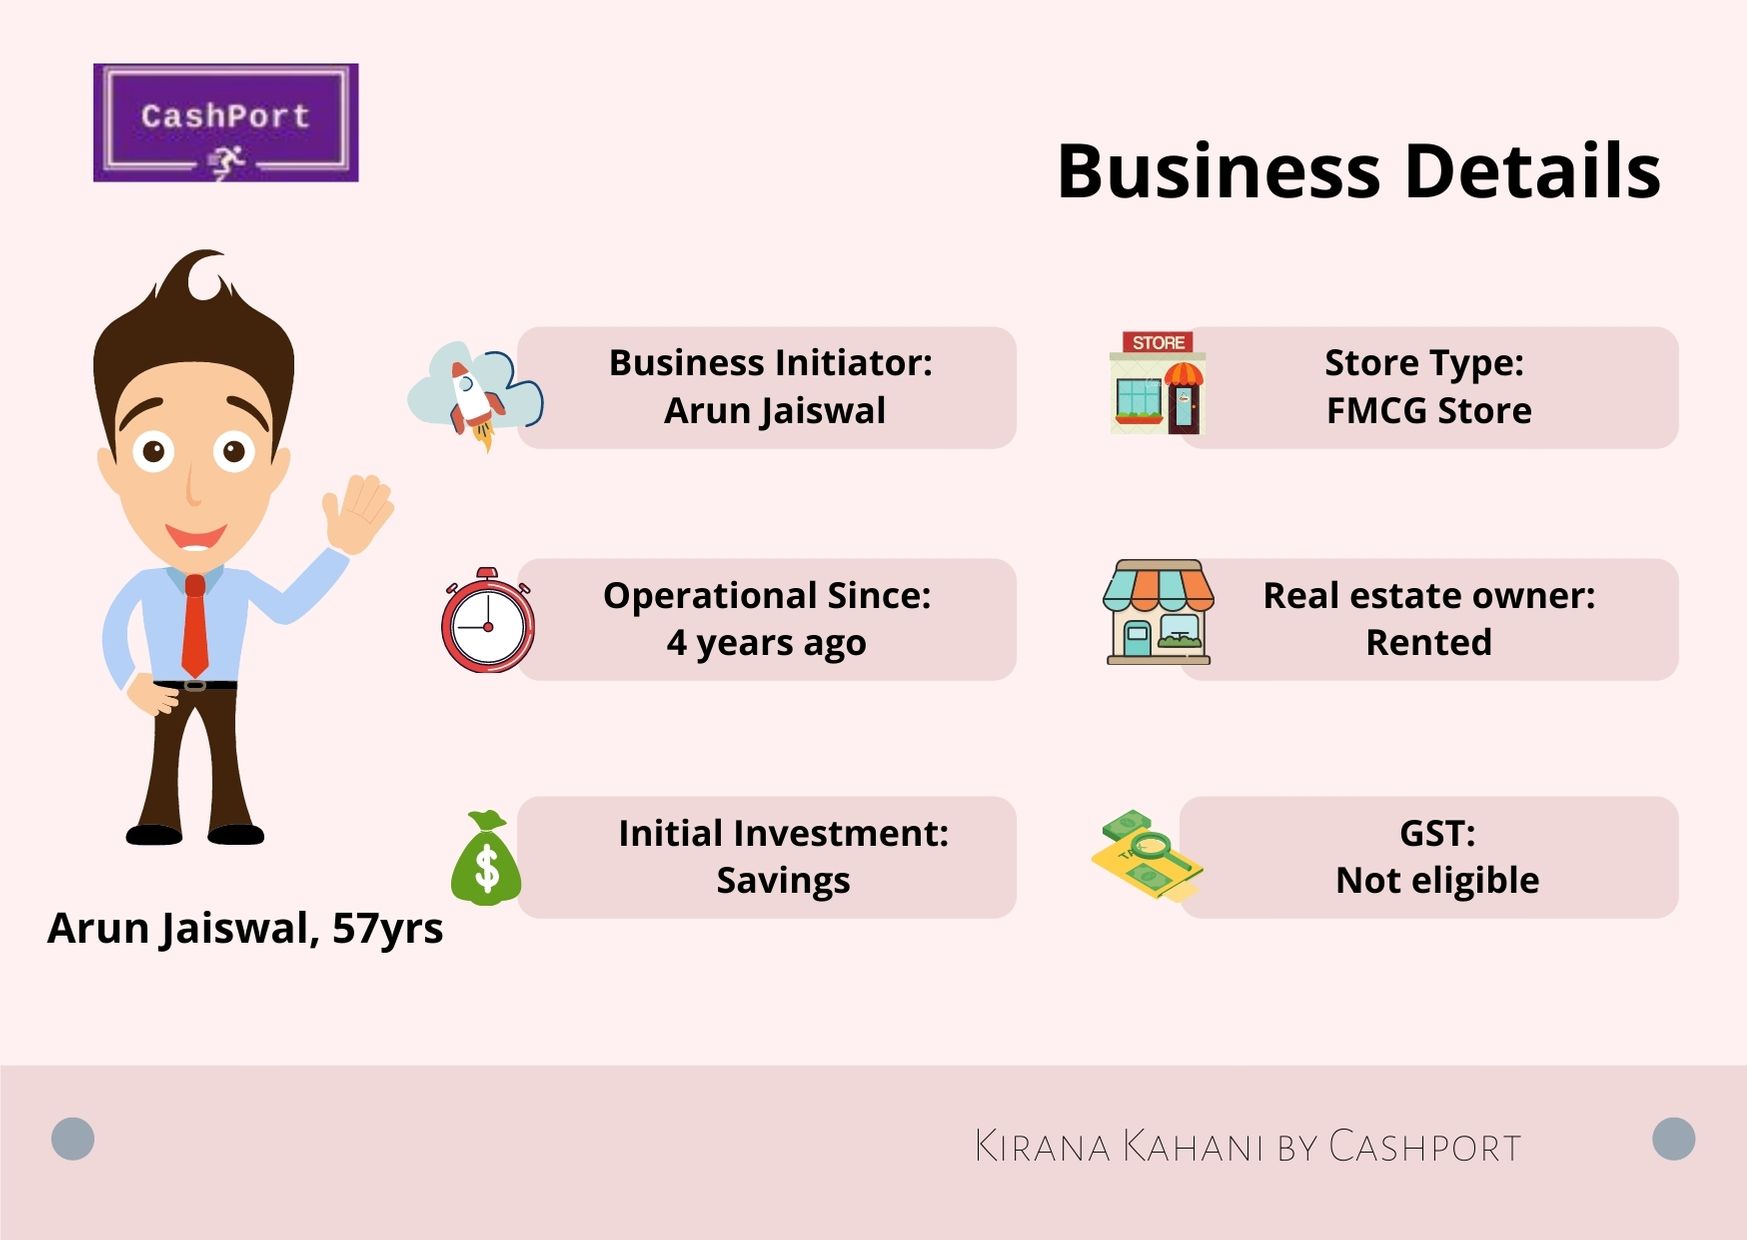 CashPort
Business Details
Business Initiator:
Arun Jaiswal
STORE
Store Type:
FMCG Store
Operational Since:
4 years ago
Real estate owner:
Rented
Initial Investment:
Savings
$
GST:
Not eligible
Arun Jaiswal, 57yrs
Kirana Kahani by Cashport